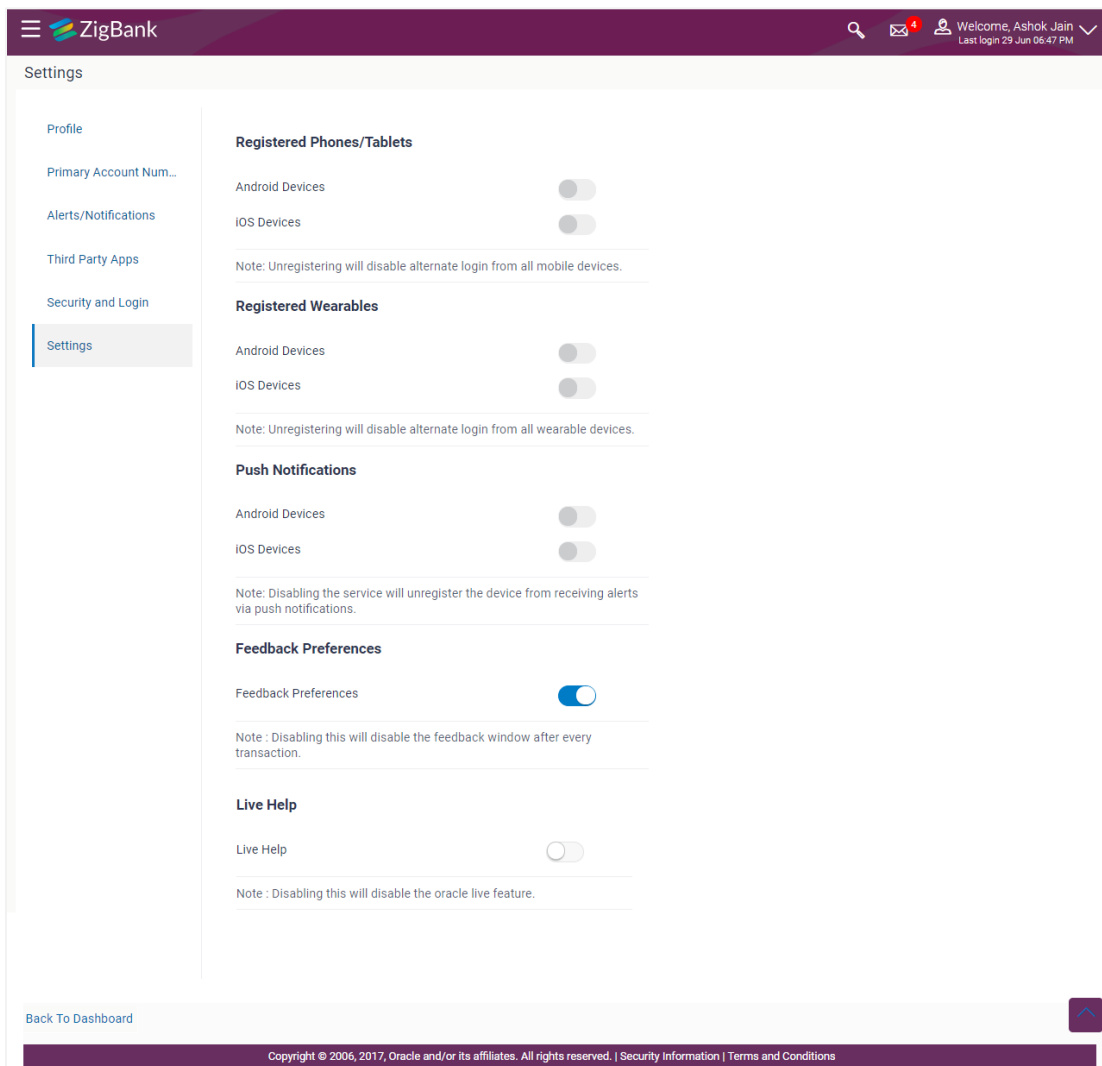 ZigBank
4
Welcome, Ashok Jain
Last login 29 Jun 06:47 PM
Settings
Profile
Primary Account Num...
Alerts/Notifications
Third Party Apps
Security and Login
Settings
Registered Phones/Tablets
Android Devices
iOS Devices
Note: Unregistering will disable alternate login from all mobile devices.
Registered Wearables
Android Devices
iOS Devices
Note: Unregistering will disable alternate login from all wearable devices.
Push Notifications
Android Devices
iOS Devices
Note: Disabling the service will unregister the device from receiving alerts
via push notifications.
Feedback Preferences
Feedback Preferences
Note : Disabling this will disable the feedback window after every
transaction.
Live Help
Live Help
Note : Disabling this will disable the oracle live feature.
Back To Dashboard
Copyright © 2006, 2017, Oracle and/or its affiliates. All rights reserved. | Security Information | Terms and Conditions